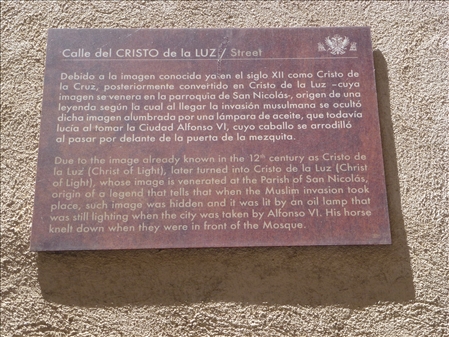 Calle del CRISTO de la LUZ / Street
Debido a la imagen conocida ya en el siglo XII como Cristo de
la Cruz, posteriormente convertido en Cristo de la Luz -cuya
imagen se venera en la parroquia de San Nicolás-, origen de una
leyenda según la cual al llegar la invasión musulmana se ocultó
dicha imagen alumbrada por una lámpara de aceite, que todavía
lucía al tomar la Ciudad Alfonso VI, cuyo caballo se arrodilló
al pasar por delante de la puerta de la mezquita.
Due to the image already known in the 12th century as Cristo de
la Luz (Christ of Light), later turned into Cristo de la Luz (Christ
of Light), whose image is venerated at the Parish of San Nicolás,
origin of a legend that tells that when the Muslim invasion took
place, such image was hidden and it was lit by an oil lamp that
was still lighting when the city was taken by Alfonso VI. His horse
knelt down when they were in front of the Mosque.